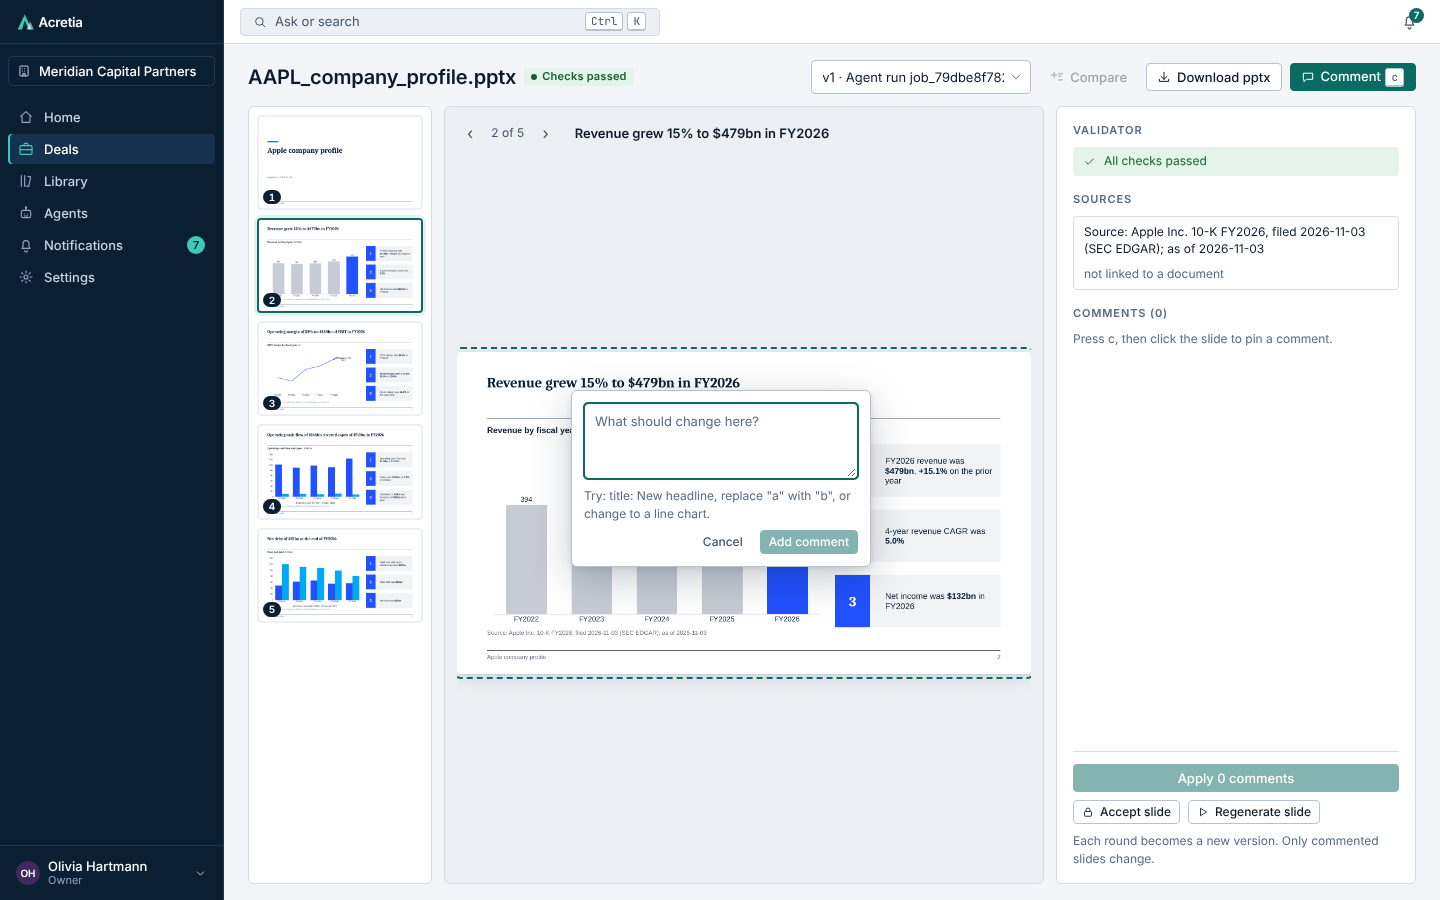 Acretia
Meridian Capital Partners
Home
Deals
Library
Agents
Notifications
7
Settings
Olivia Hartmann
Owner
OH
Ask or search
Ctrl
K
7
AAPL_company_profile.pptx
Checks passed
v1 · Agent run job_79dbe8f78
Compare
Download pptx
Comment
c
Apple company profile
1
Revenue grew 15% to $479bn in FY2026
2
3
4
5
2 of 5
Revenue grew 15% to $479bn in FY2026
Revenue grew 15% to $479bn in FY2026
Revenue by fiscal yea
What should change here?
Try: title: New headline, replace "a" with "b", or
change to a line chart.
Cancel
Add comment
394
FY2022
FY2023
FY2024
FY2025
FY2026
FY2026 revenue was
$479bn, +15.1% on the prior
year
4-year revenue CAGR was
5.0%
3
Net income was $132bn in
FY2026
Source: Apple Inc. 10-K FY2026, filed 2026-11-03 (SEC EDGAR); as of 2026-11-03
Apple company profile
2
VALIDATOR
All checks passed
SOURCES
Source: Apple Inc. 10-K FY2026, filed 2026-11-03
(SEC EDGAR); as of 2026-11-03
not linked to a document
COMMENTS (0)
Press c, then click the slide to pin a comment.
Apply 0 comments
Accept slide
Regenerate slide
Each round becomes a new version. Only commented
slides change.